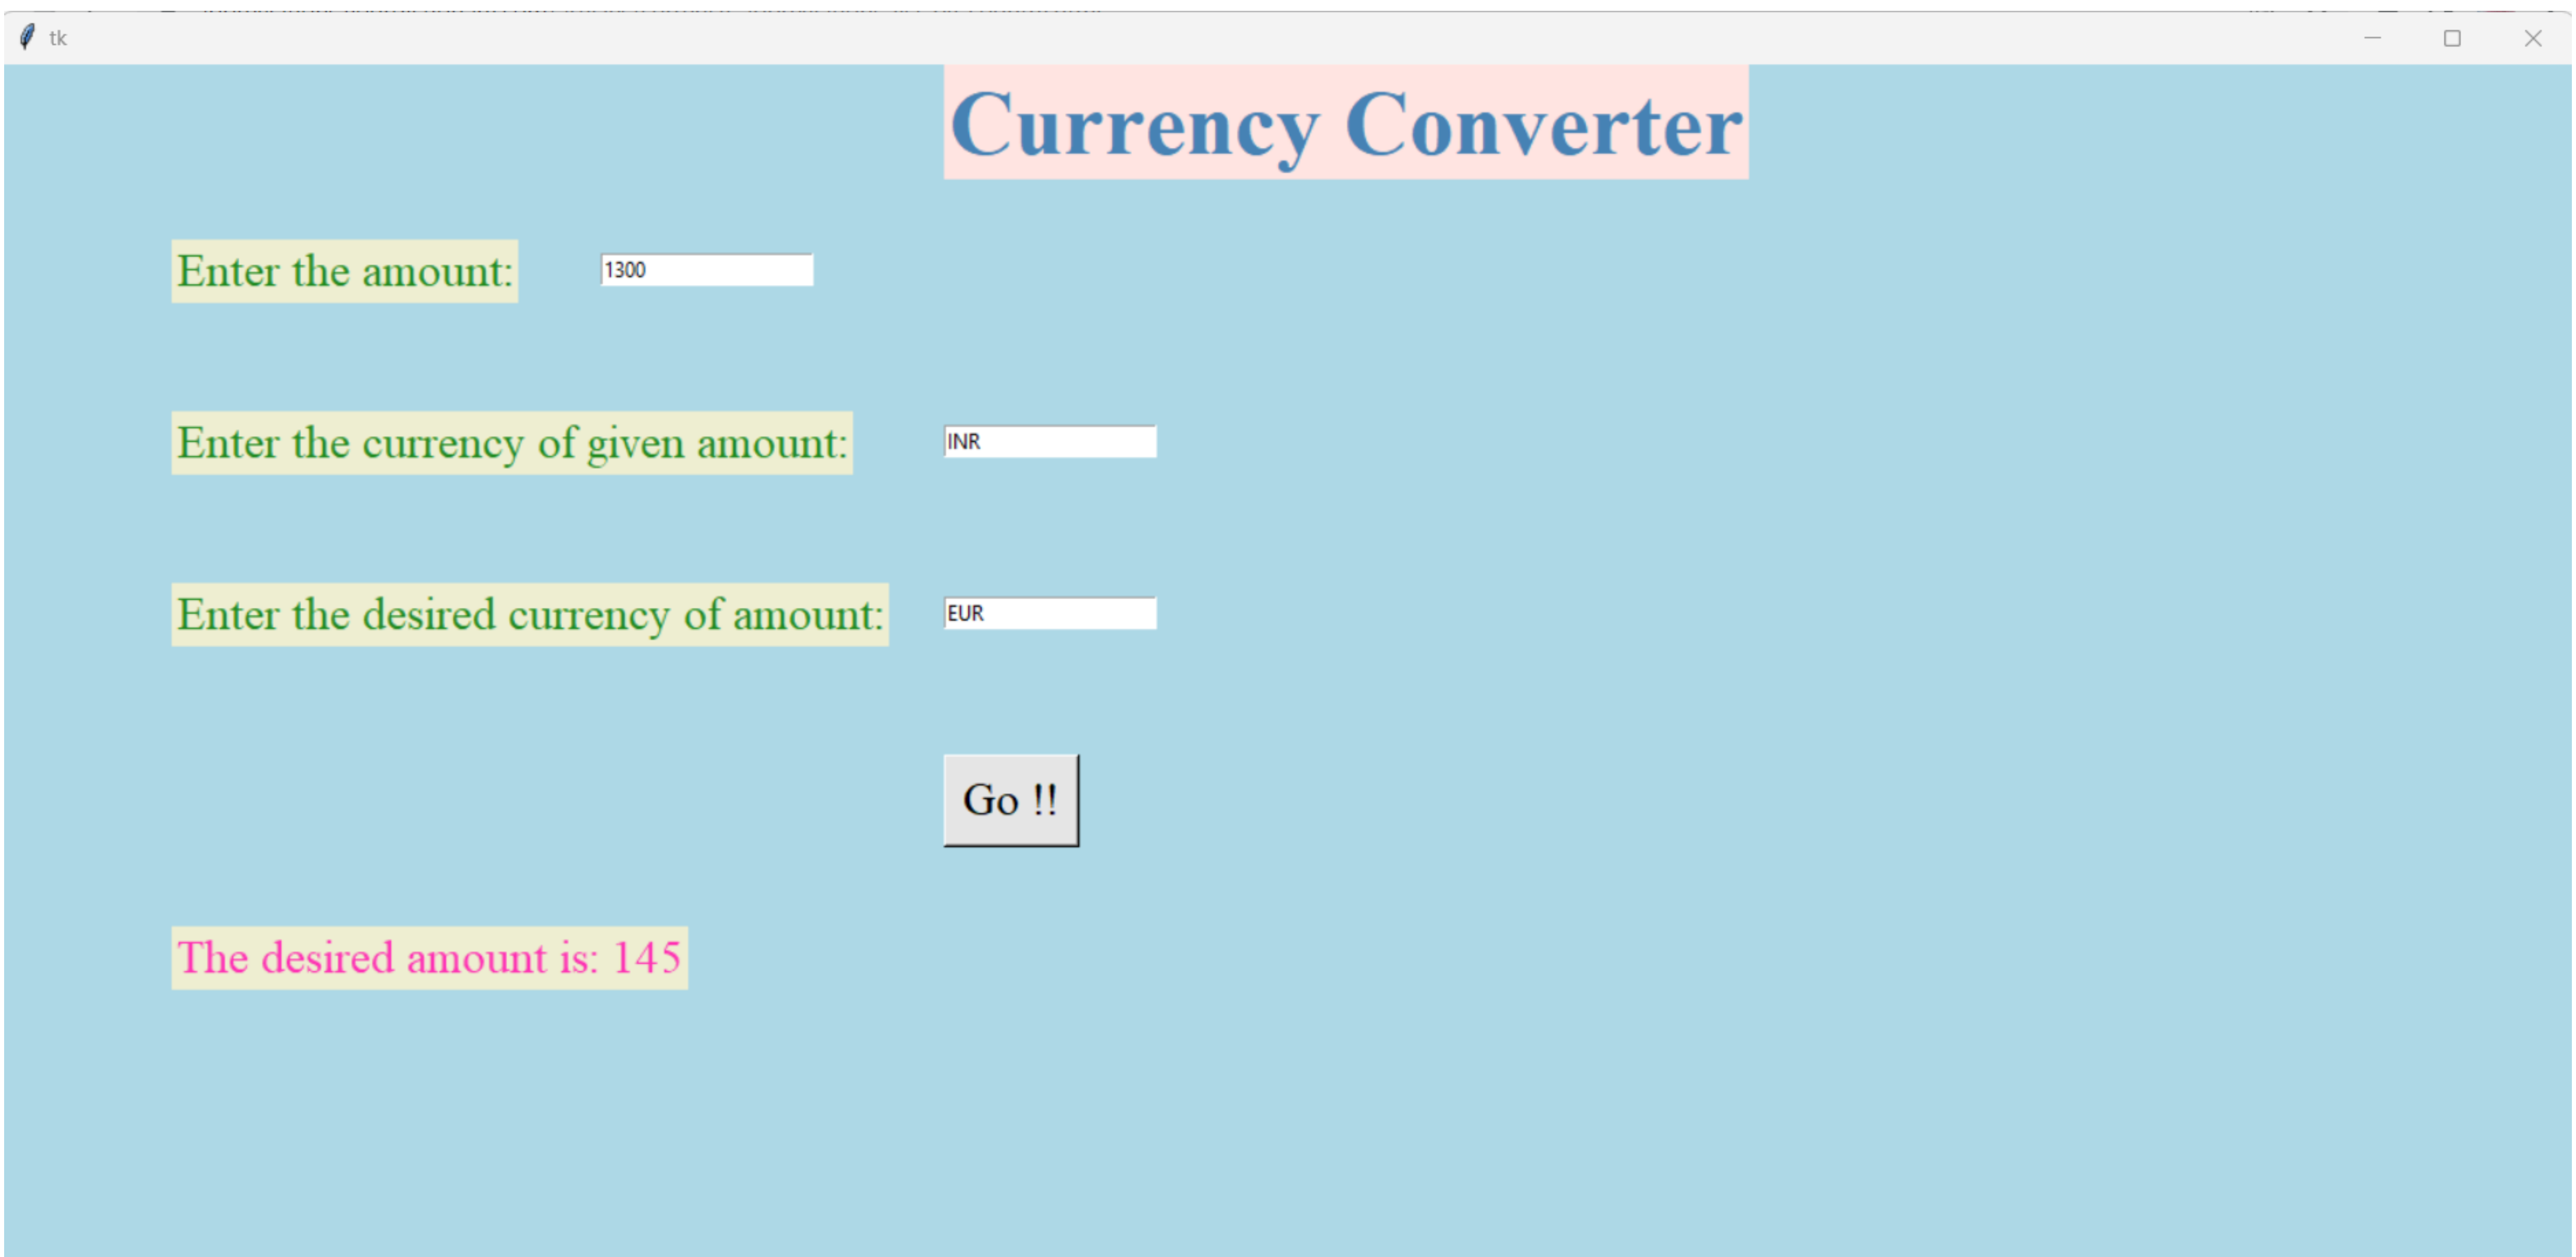 tk
Currency Converter
Enter the amount: 1300
Enter the currency of given amount: INR
Enter the desired currency of amount: EUR
Go !!
The desired amount is: 145